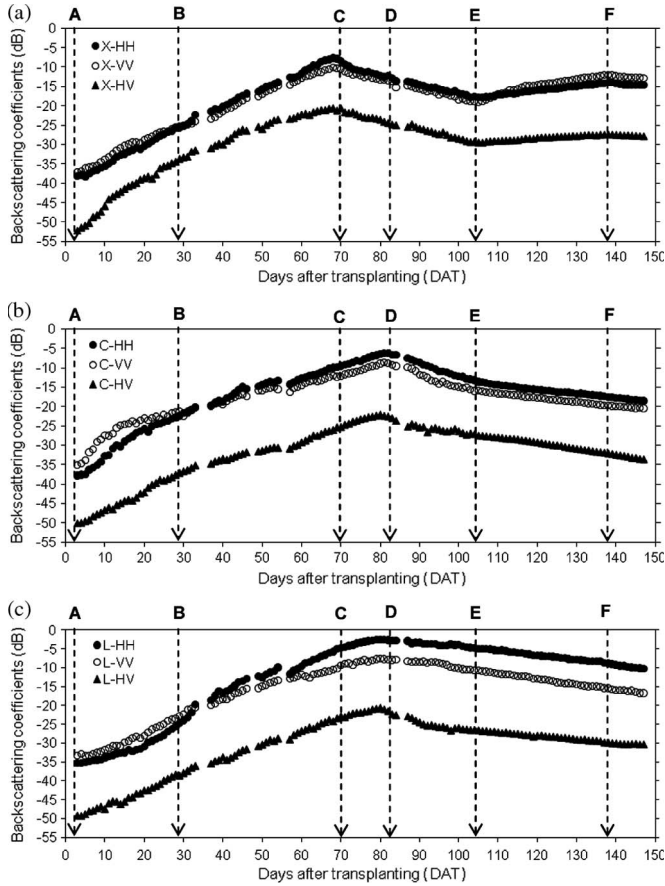 (a)
A B C D E F
Backscattering coefficients (dB)
0
-5
-10
-15
-20
-25
-30
-35
-40
-45
-50
-55
X-HH
X-VV
X-HV
0 10 20 30 40 50 60 70 80 90 100 110 120 130 140 150
Days after transplanting (DAT)
(b)
A B C D E F
Backscattering coefficients (dB)
0
-5
-10
-15
-20
-25
-30
-35
-40
-45
-50
-55
C-HH
C-VV
C-HV
0 10 20 30 40 50 60 70 80 90 100 110 120 130 140 150
Days after transplanting (DAT)
(c)
A B C D E F
Backscattering coefficients (dB)
0
-5
-10
-15
-20
-25
-30
-35
-40
-45
-50
-55
L-HH
L-VV
L-HV
0 10 20 30 40 50 60 70 80 90 100 110 120 130 140 150
Days after transplanting (DAT)